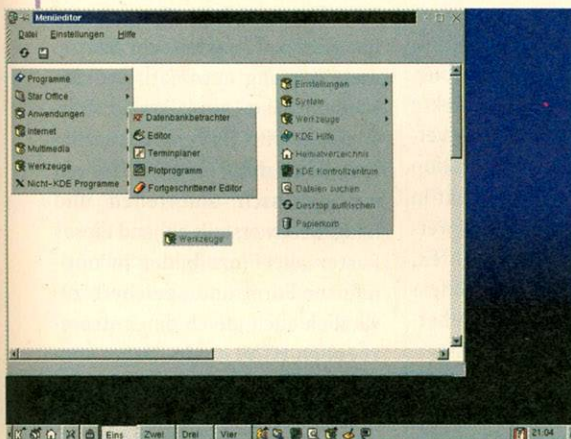 Menüeditor
Datei Einstellungen Hilfe
Programme
Star Office
Anwendungen
Internet
Multimedia
Werkzeuge
Nicht-KDE Programme
Datenbankbetrachter
Editor
Terminplaner
Plotprogramm
Fortgeschrittener Editor
Einstellungen
System
Werkzeuge
KDE Hilfe
Heimatverzeichnis
KDE Kontrollzentrum
Dateien suchen
Desktop auffrischen
Papierkorb
Werkzeuge
Eins Zwei Drei Vier 21:04